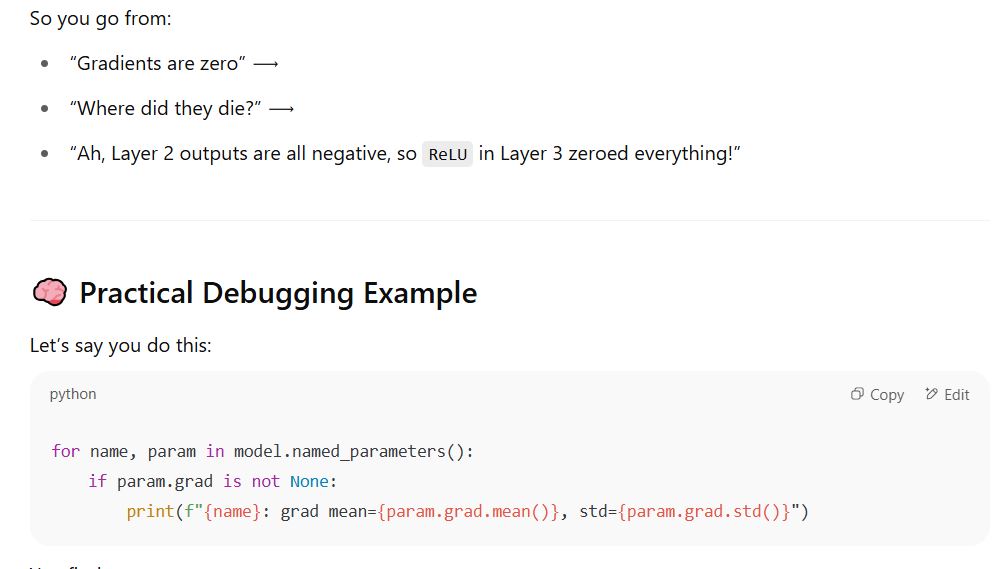 So you go from:
“Gradients are zero” ⟶
“Where did they die?” ⟶
“Ah, Layer 2 outputs are all negative, so ReLU in Layer 3 zeroed everything!”
🧠 Practical Debugging Example
Let’s say you do this:
python
Copy
Edit
for name, param in model.named_parameters():
    if param.grad is not None:
        print(f"{name}: grad mean={param.grad.mean()}, std={param.grad.std()}")